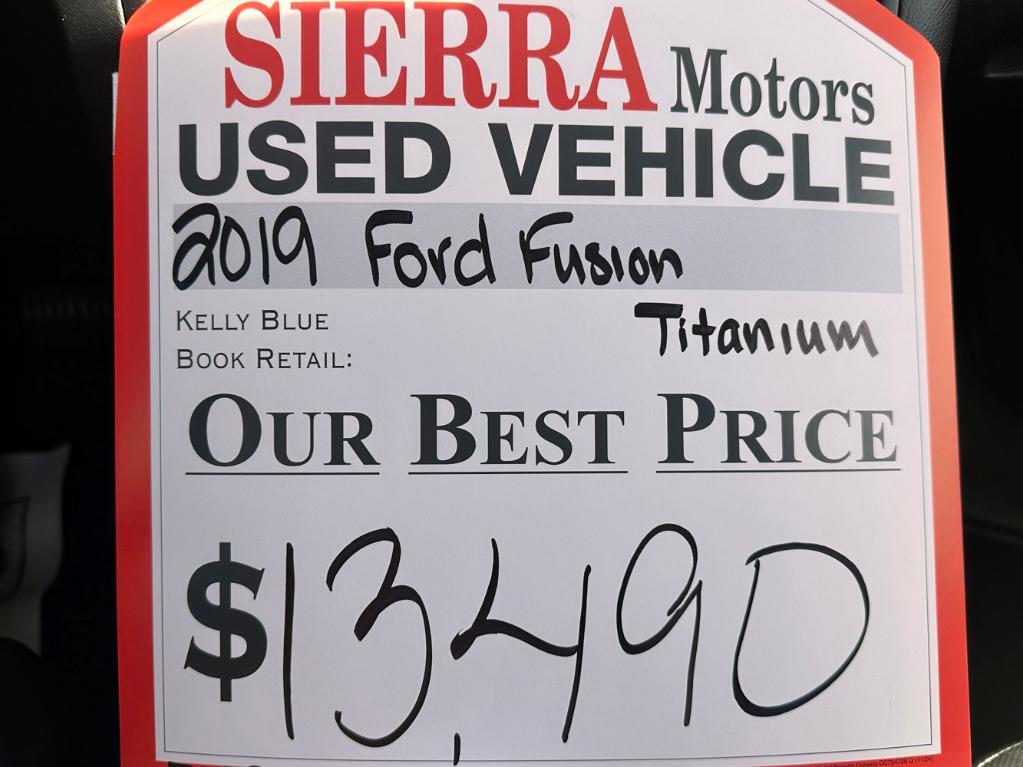 SIERRA Motors
USED VEHICLE
2019 Ford Fusion
Titanium
KELLY BLUE
BOOK RETAIL:
OUR BEST PRICE
$13,490